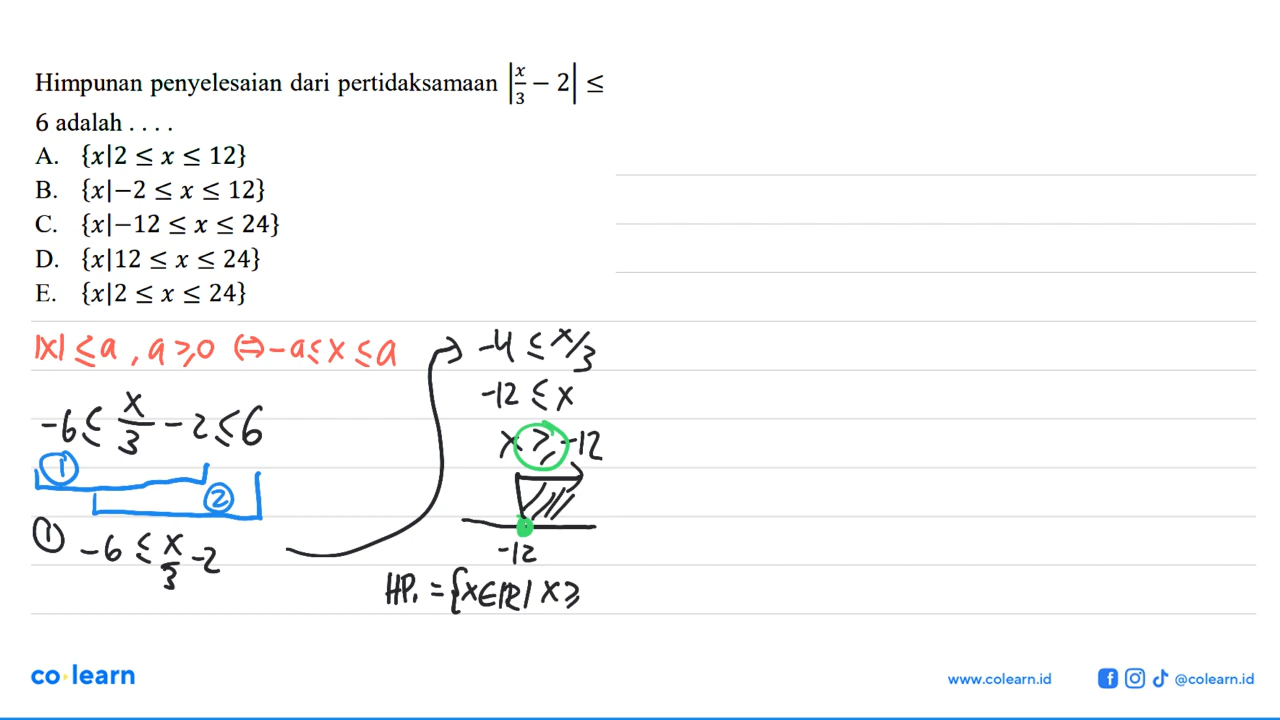 Himpunan penyelesaian dari pertidaksamaan |x/3 − 2| ≤
6 adalah . . . .
A. {x|2 ≤ x ≤ 12}
B. {x|−2 ≤ x ≤ 12}
C. {x|−12 ≤ x ≤ 24}
D. {x|12 ≤ x ≤ 24}
E. {x|2 ≤ x ≤ 24}
|x| ≤ a , a ≥ 0 ⇔ -a ≤ x ≤ a
-6 ≤ x/3 - 2 ≤ 6
① ②
① -6 ≤ x/3 - 2
-4 ≤ x/3
-12 ≤ x
x ≥ -12
-12
HP₁ = {x ∈ ℝ | x ≥
co learn
www.colearn.id
@colearn.id